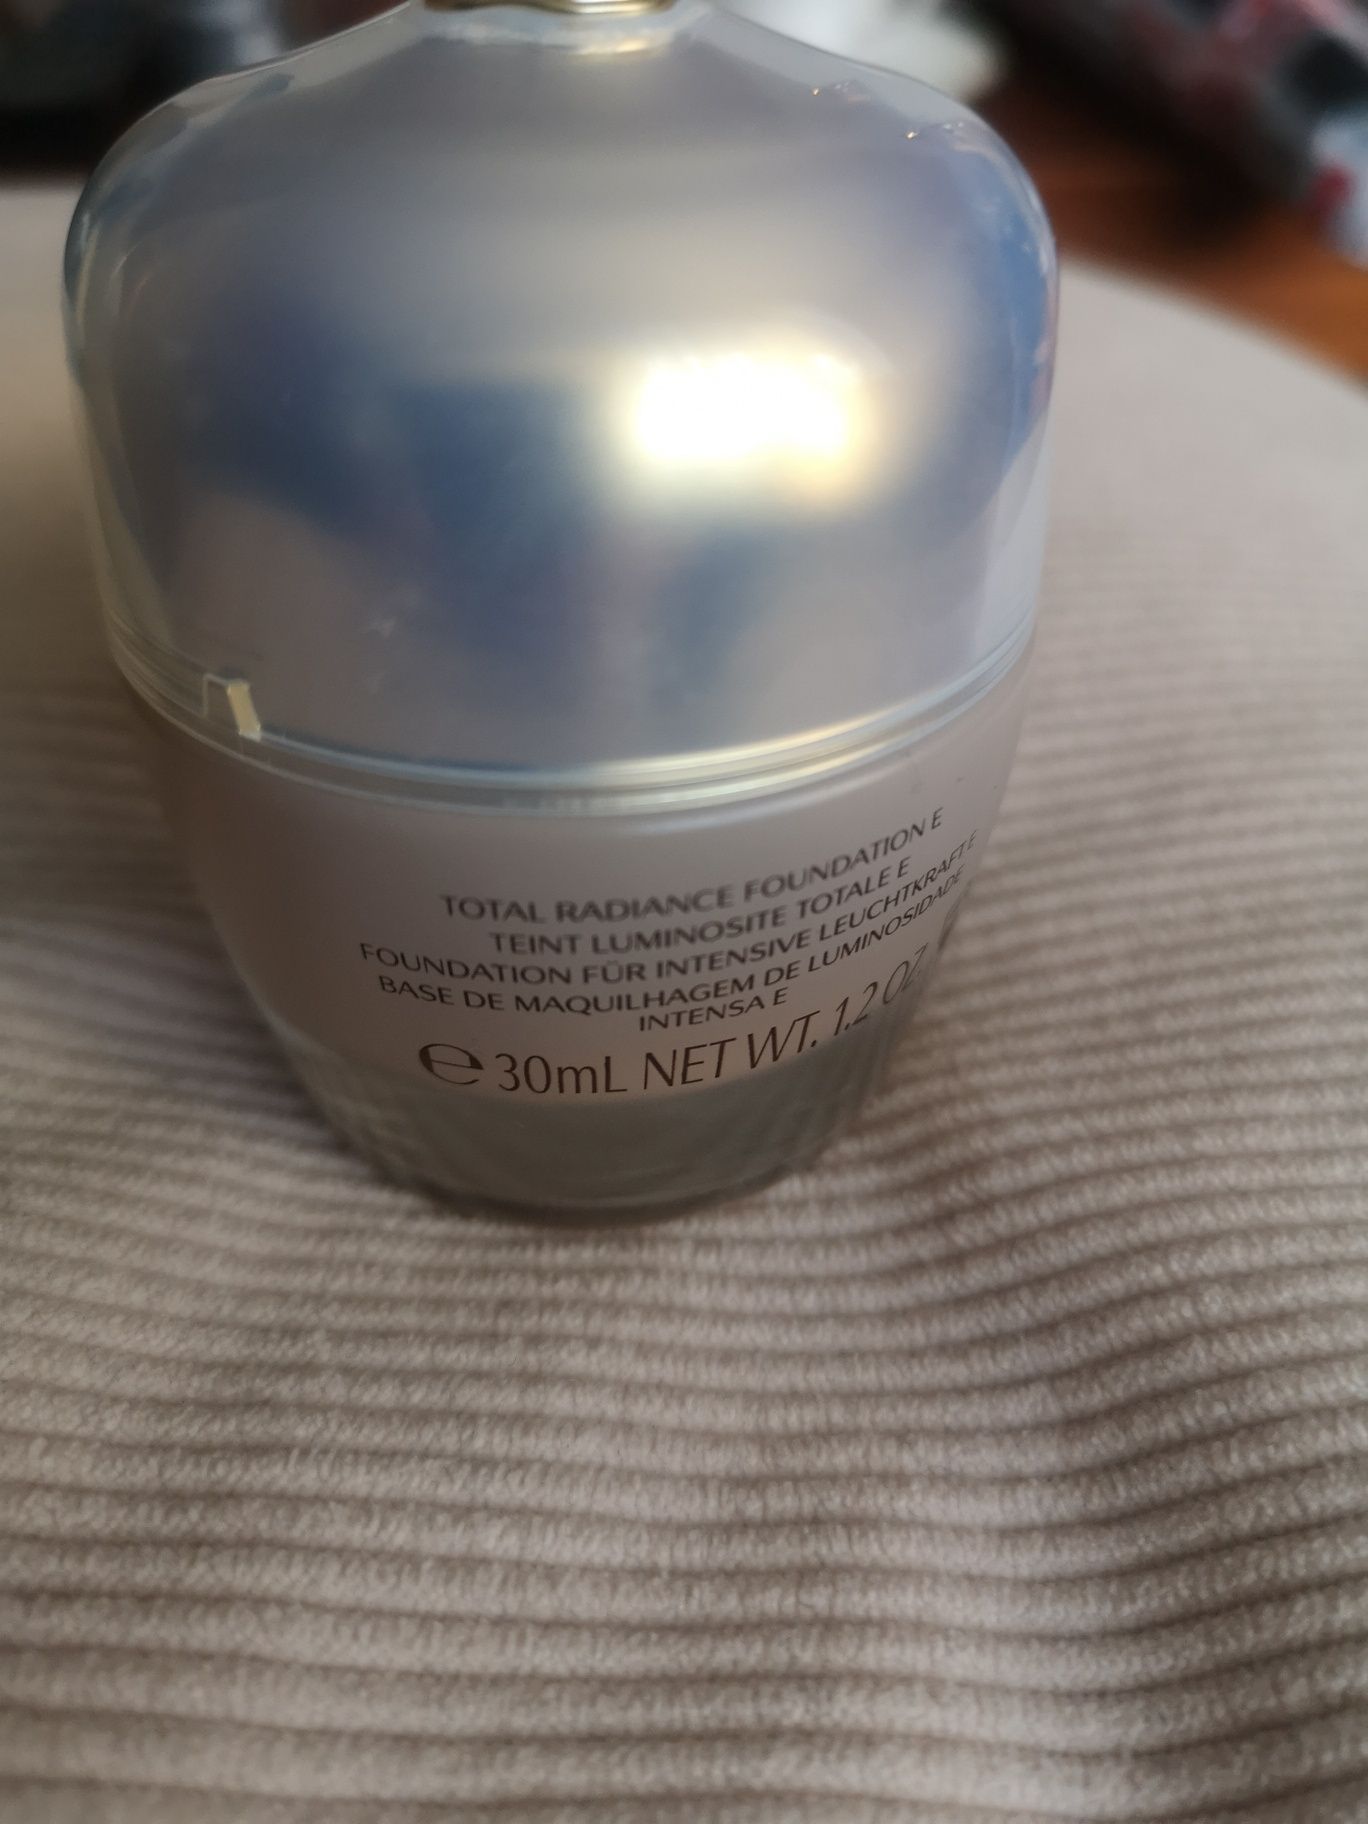 TOTAL RADIANCE FOUNDATION E
TEINT LUMINOSITE TOTALE E
FOUNDATION FÜR INTENSIVE LEUCHTKRAFT E
BASE DE MAQUILHAGEM DE LUMINOSIDADE
INTENSA E
℮ 30mL NET WT. 1.2 OZ.